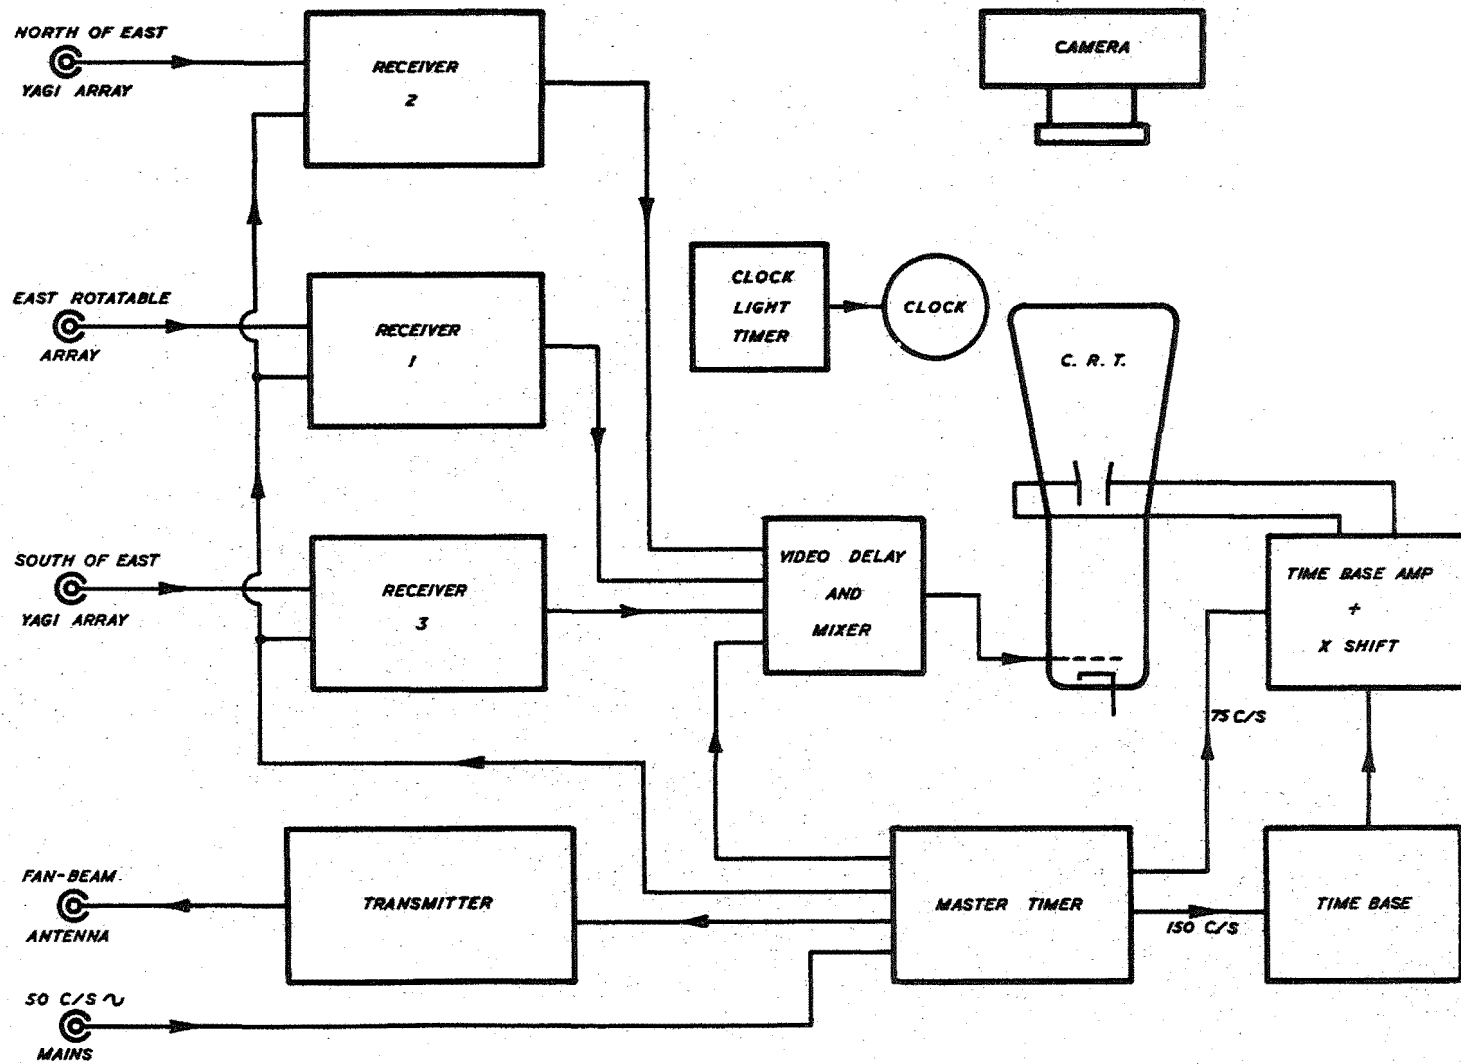 NORTH OF EAST
YAGI ARRAY
RECEIVER
2
CAMERA
EAST ROTATABLE
ARRAY
RECEIVER
1
CLOCK
LIGHT
TIMER
CLOCK
C. R. T.
SOUTH OF EAST
YAGI ARRAY
RECEIVER
3
VIDEO DELAY
AND
MIXER
TIME BASE AMP
+
X SHIFT
75 C/S
FAN-BEAM
ANTENNA
TRANSMITTER
MASTER TIMER
150 C/S
TIME BASE
50 C/S ∿
MAINS